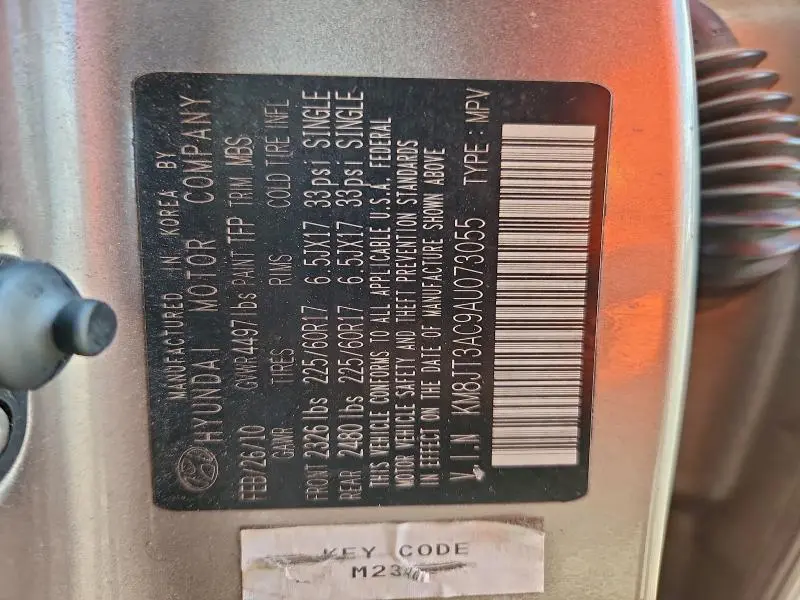 MANUFACTURED IN KOREA BY
HYUNDAI MOTOR COMPANY
FEB/26/10 GWR4497lbs PAINT TFP TRIM MBS
GAWR TIRES RIMS COLD TIRE INFL
FRONT 2326 lbs 225/60R17 6.5JX17 33psi SINGLE
REAR 2480 lbs 225/60R17 6.5JX17 33psi SINGLE
THIS VEHICLE CONFORMS TO ALL APPLICABLE U.S.A. FEDERAL
MOTOR VEHICLE SAFETY AND THEFT PREVENTION STANDARDS
IN EFFECT ON THE DATE OF MANUFACTURE SHOWN ABOVE
V.I.N KM8JT3AC9AU073055 TYPE : MPV
KEY CODE